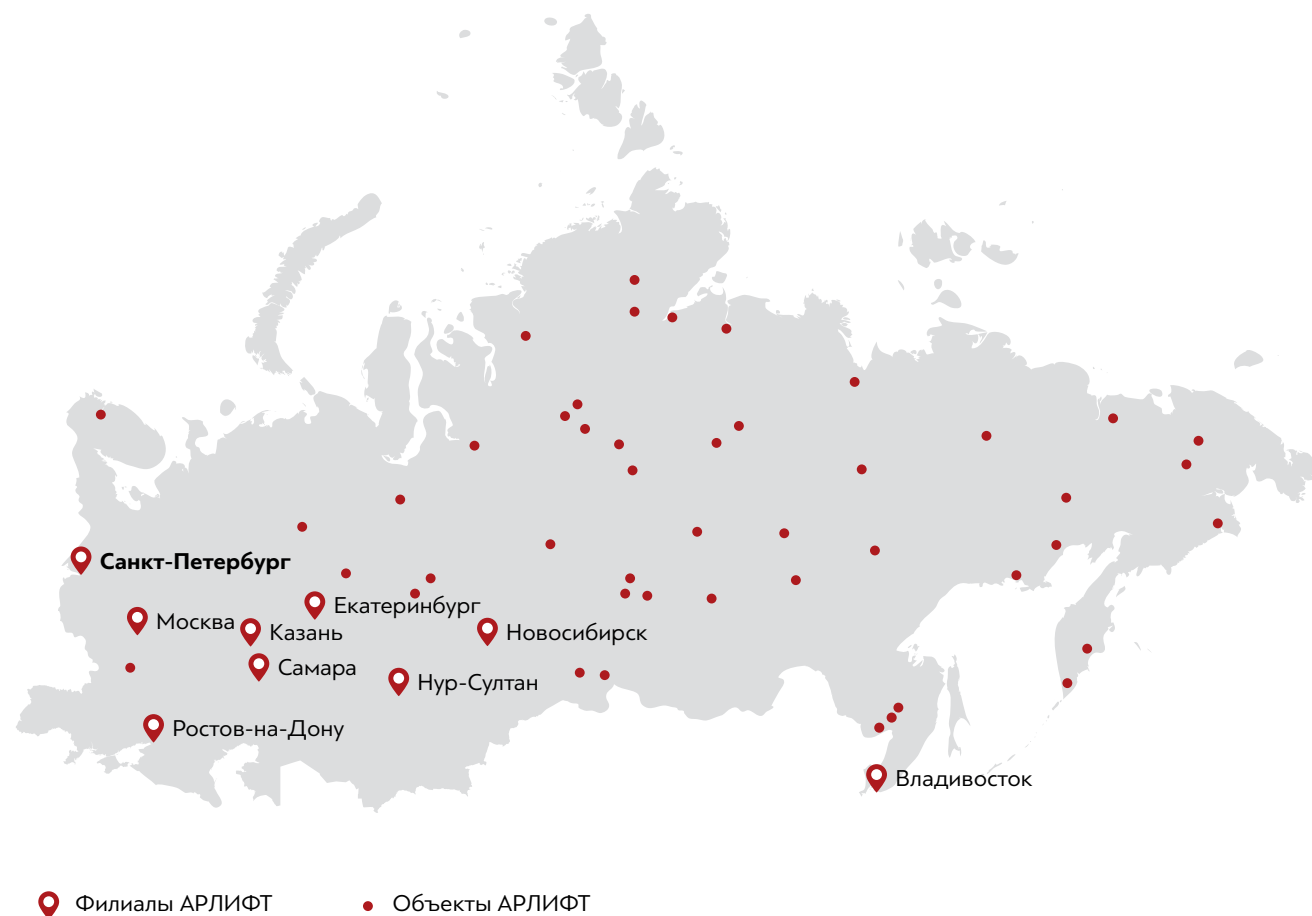 Санкт-Петербург
Екатеринбург
Москва
Казань
Новосибирск
Самара
Нур-Султан
Ростов-на-Дону
Владивосток
Филиалы АРЛИФТ
Объекты АРЛИФТ